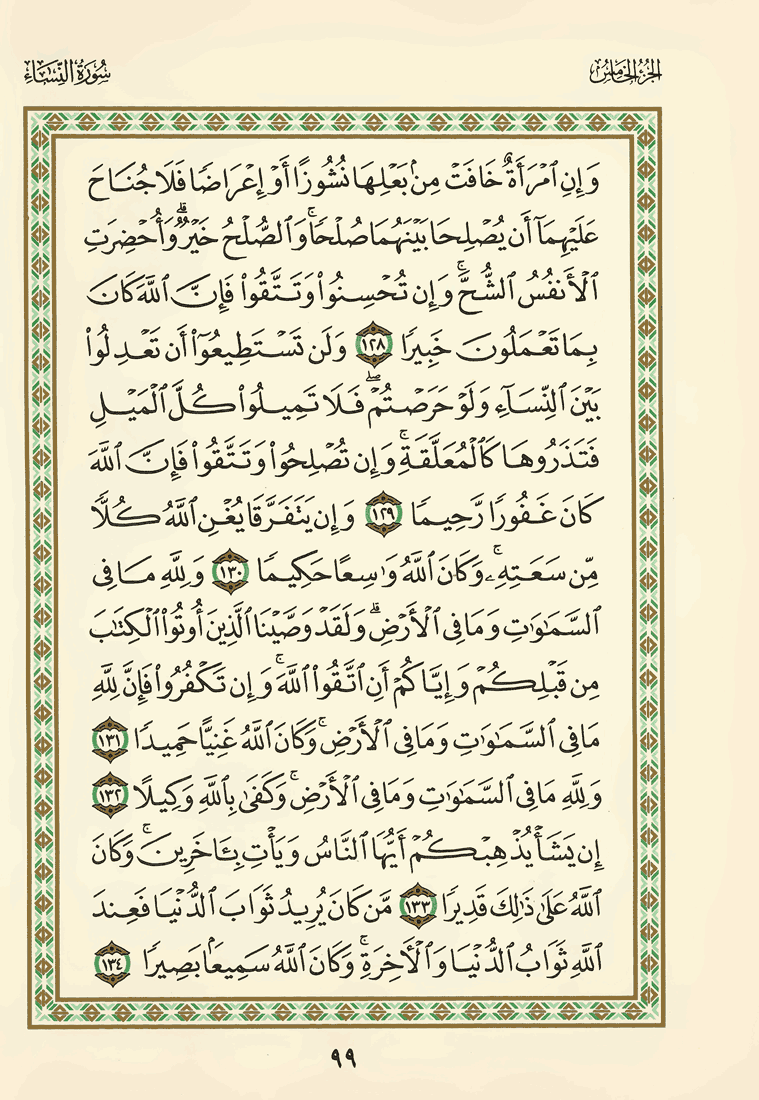 الجزء الخامس
سورة النساء
وَإِنِ ٱمْرَأَةٌ خَافَتْ مِنۢ بَعْلِهَا نُشُوزًا أَوْ إِعْرَاضًا فَلَا جُنَاحَ
عَلَيْهِمَآ أَن يُصْلِحَا بَيْنَهُمَا صُلْحًا ۚ وَٱلصُّلْحُ خَيْرٌ ۗ وَأُحْضِرَتِ
ٱلْأَنفُسُ ٱلشُّحَّ ۚ وَإِن تُحْسِنُوا۟ وَتَتَّقُوا۟ فَإِنَّ ٱللَّهَ كَانَ
بِمَا تَعْمَلُونَ خَبِيرًا ١٢٨ وَلَن تَسْتَطِيعُوٓا۟ أَن تَعْدِلُوا۟
بَيْنَ ٱلنِّسَآءِ وَلَوْ حَرَصْتُمْ ۖ فَلَا تَمِيلُوا۟ كُلَّ ٱلْمَيْلِ
فَتَذَرُوهَا كَٱلْمُعَلَّقَةِ ۚ وَإِن تُصْلِحُوا۟ وَتَتَّقُوا۟ فَإِنَّ ٱللَّهَ
كَانَ غَفُورًا رَّحِيمًا ١٢٩ وَإِن يَتَفَرَّقَا يُغْنِ ٱللَّهُ كُلًّا
مِّن سَعَتِهِۦ ۚ وَكَانَ ٱللَّهُ وَٰسِعًا حَكِيمًا ١٣٠ وَلِلَّهِ مَا فِى
ٱلسَّمَٰوَٰتِ وَمَا فِى ٱلْأَرْضِ ۗ وَلَقَدْ وَصَّيْنَا ٱلَّذِينَ أُوتُوا۟ ٱلْكِتَٰبَ
مِن قَبْلِكُمْ وَإِيَّاكُمْ أَنِ ٱتَّقُوا۟ ٱللَّهَ ۚ وَإِن تَكْفُرُوا۟ فَإِنَّ لِلَّهِ
مَا فِى ٱلسَّمَٰوَٰتِ وَمَا فِى ٱلْأَرْضِ ۚ وَكَانَ ٱللَّهُ غَنِيًّا حَمِيدًا ١٣١
وَلِلَّهِ مَا فِى ٱلسَّمَٰوَٰتِ وَمَا فِى ٱلْأَرْضِ ۚ وَكَفَىٰ بِٱللَّهِ وَكِيلًا ١٣٢
إِن يَشَأْ يُذْهِبْكُمْ أَيُّهَا ٱلنَّاسُ وَيَأْتِ بِـَٔاخَرِينَ ۚ وَكَانَ
ٱللَّهُ عَلَىٰ ذَٰلِكَ قَدِيرًا ١٣٣ مَّن كَانَ يُرِيدُ ثَوَابَ ٱلدُّنْيَا فَعِندَ
ٱللَّهِ ثَوَابُ ٱلدُّنْيَا وَٱلْـَٔاخِرَةِ ۚ وَكَانَ ٱللَّهُ سَمِيعًۢا بَصِيرًا ١٣٤
٩٩